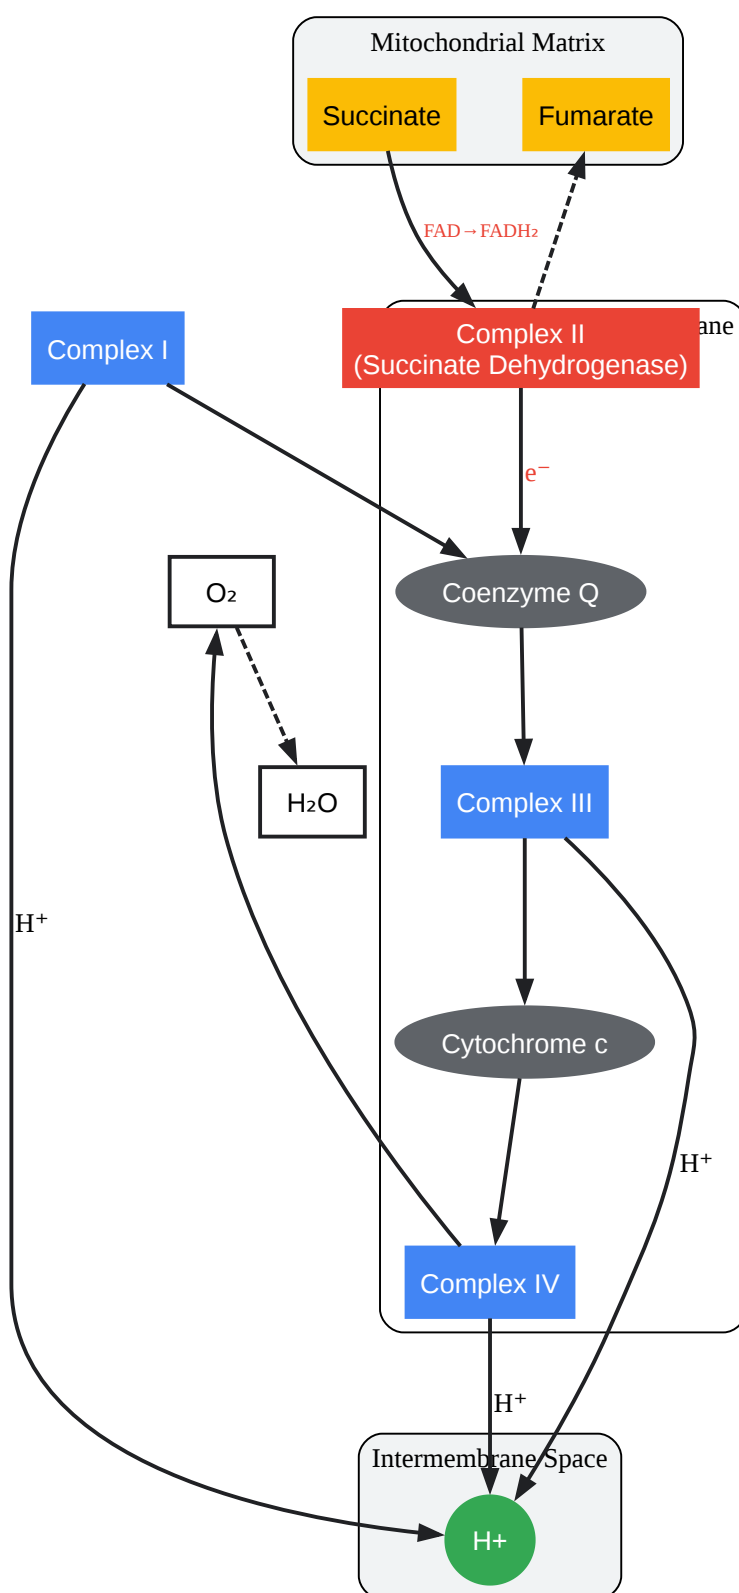 Mitochondrial Matrix
Succinate
Fumarate
FAD→FADH₂
Complex I
Complex II
(Succinate Dehydrogenase)
e⁻
O₂
Coenzyme Q
H₂O
Complex III
H⁺
Cytochrome c
H⁺
Complex IV
H⁺
Intermembrane Space
H+